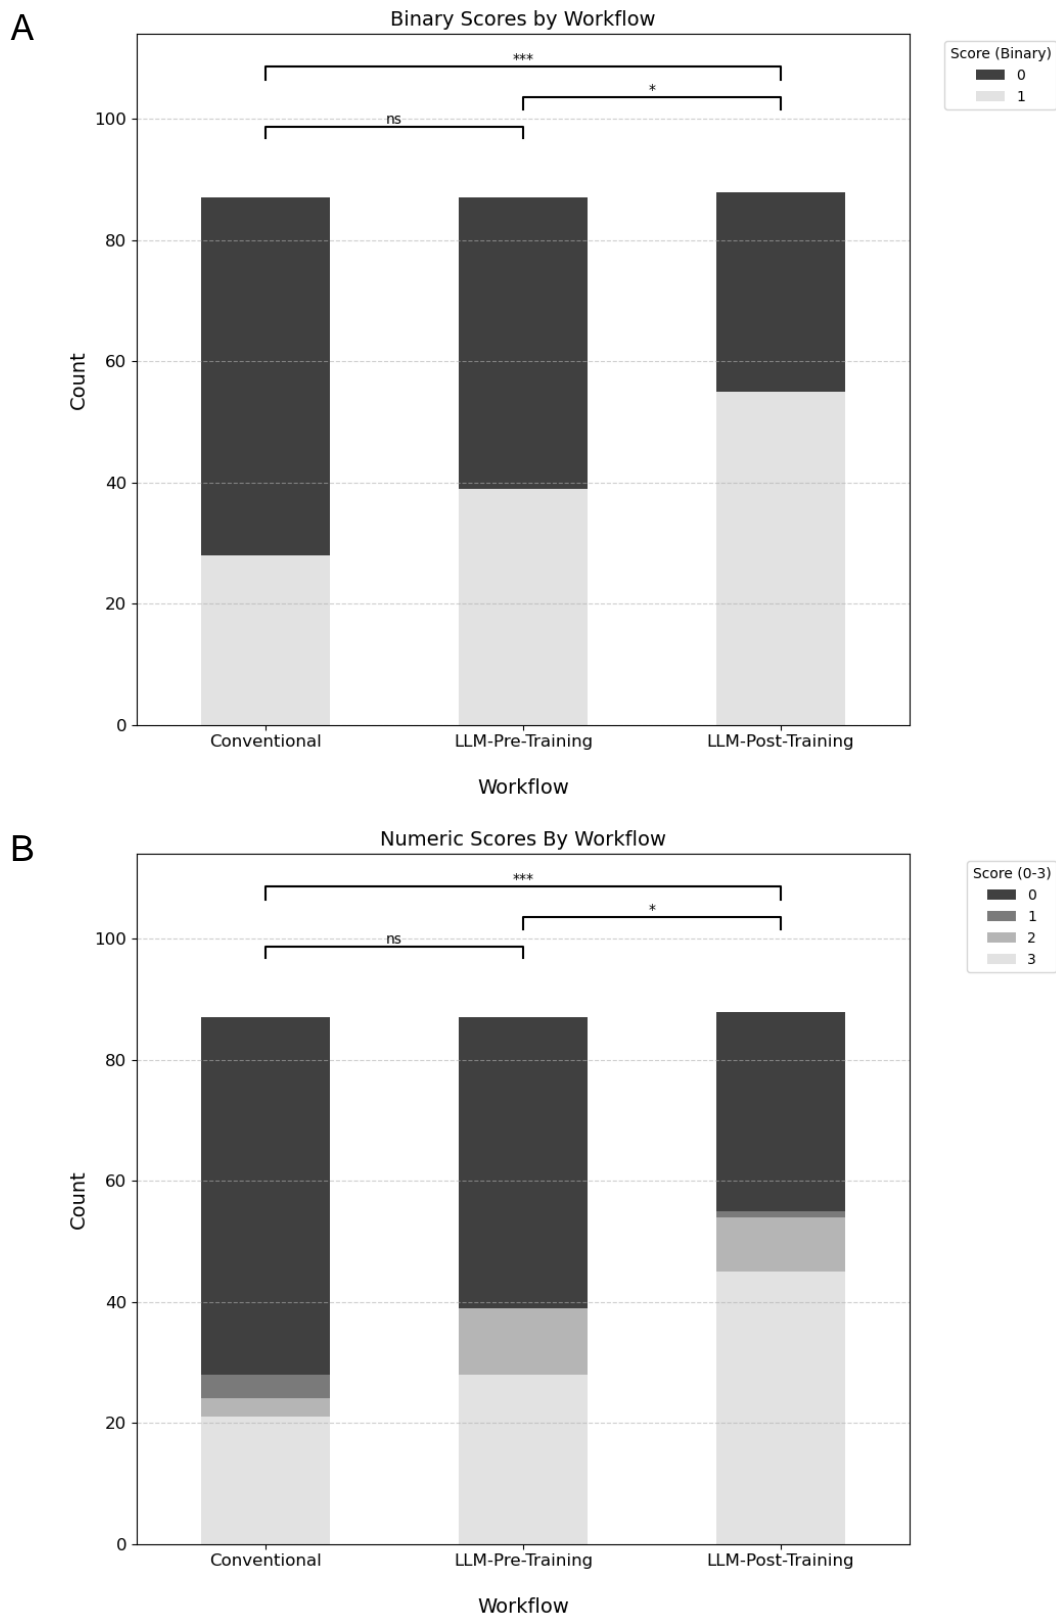 A
Binary Scores by Workflow
Score (Binary)
0
1
***
*
ns
100
80
60
40
20
0
Count
Conventional
LLM-Pre-Training
LLM-Post-Training
Workflow
B
Numeric Scores By Workflow
Score (0-3)
0
1
2
3
***
*
ns
100
80
60
40
20
0
Count
Conventional
LLM-Pre-Training
LLM-Post-Training
Workflow